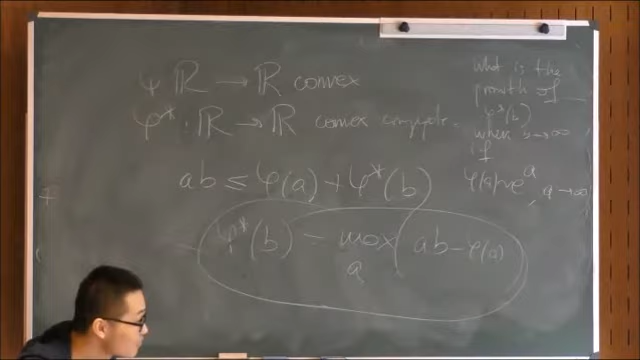 φ ℝ → ℝ convex
φ* : ℝ → ℝ convex conjugate.
ab ≤ φ(a) + φ*(b)
φ*(b) = max ( ab − φ(a)
a
What is the
growth of
φ*(b)
when b→∞
if
e^a, a→∞